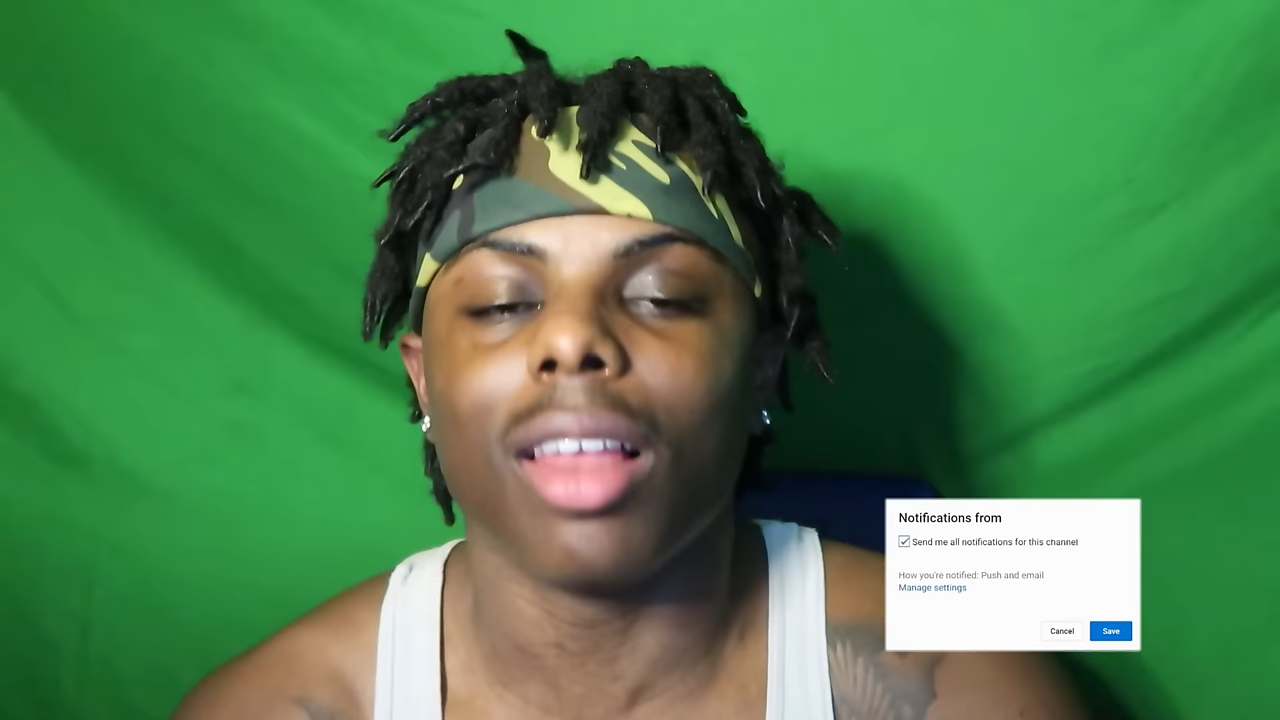 Notifications from
Send me all notifications for this channel
How you're notified: Push and email
Manage settings
Cancel Save